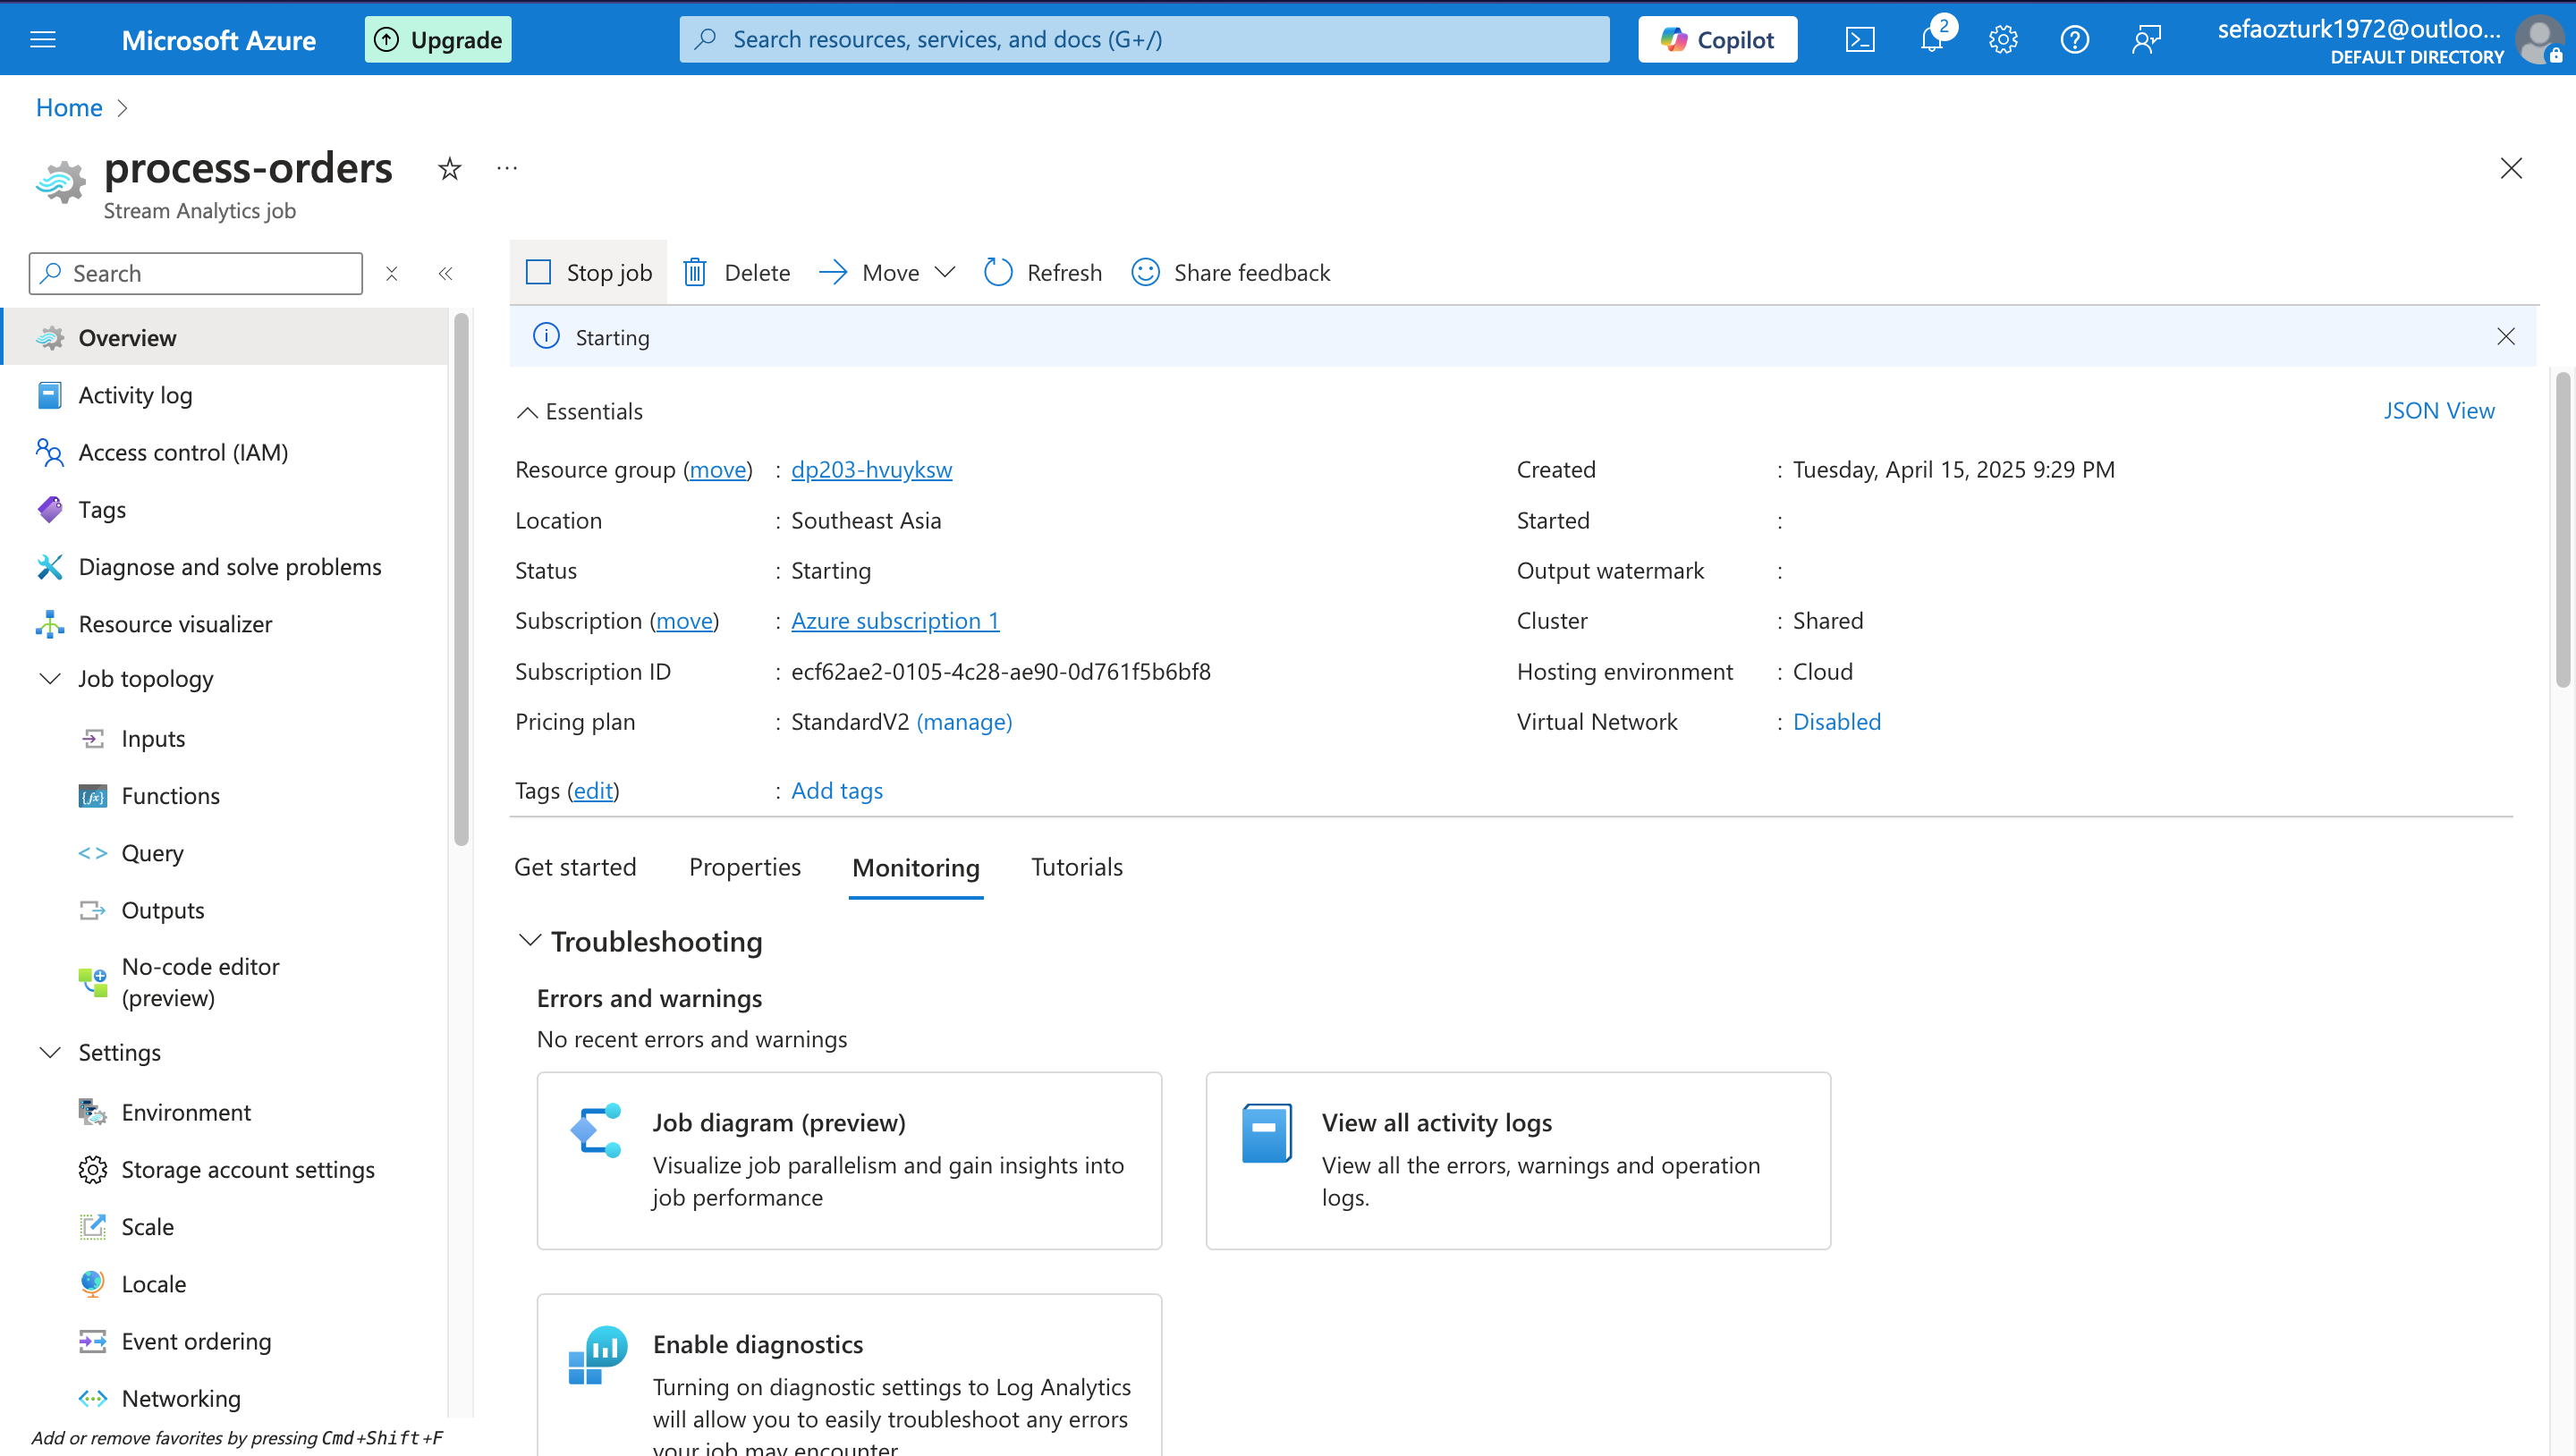 Microsoft Azure
Upgrade
Search resources, services, and docs (G+/)
Copilot
2
sefaozturk1972@outloo...
DEFAULT DIRECTORY
Home
process-orders
Stream Analytics job
Search
Stop job
Delete
Move
Refresh
Share feedback
Starting
Overview
Activity log
Access control (IAM)
Tags
Diagnose and solve problems
Resource visualizer
Job topology
Inputs
Functions
Query
Outputs
No-code editor
(preview)
Settings
Environment
Storage account settings
Scale
Locale
Event ordering
Networking
Add or remove favorites by pressing Cmd+Shift+F
Essentials
JSON View
Resource group (move) : dp203-hvuyksw
Location : Southeast Asia
Status : Starting
Subscription (move) : Azure subscription 1
Subscription ID : ecf62ae2-0105-4c28-ae90-0d761f5b6bf8
Pricing plan : StandardV2 (manage)
Created : Tuesday, April 15, 2025 9:29 PM
Started :
Output watermark :
Cluster : Shared
Hosting environment : Cloud
Virtual Network : Disabled
Tags (edit) : Add tags
Get started
Properties
Monitoring
Tutorials
Troubleshooting
Errors and warnings
No recent errors and warnings
Job diagram (preview)
Visualize job parallelism and gain insights into
job performance
View all activity logs
View all the errors, warnings and operation
logs.
Enable diagnostics
Turning on diagnostic settings to Log Analytics
will allow you to easily troubleshoot any errors
your job may encounter